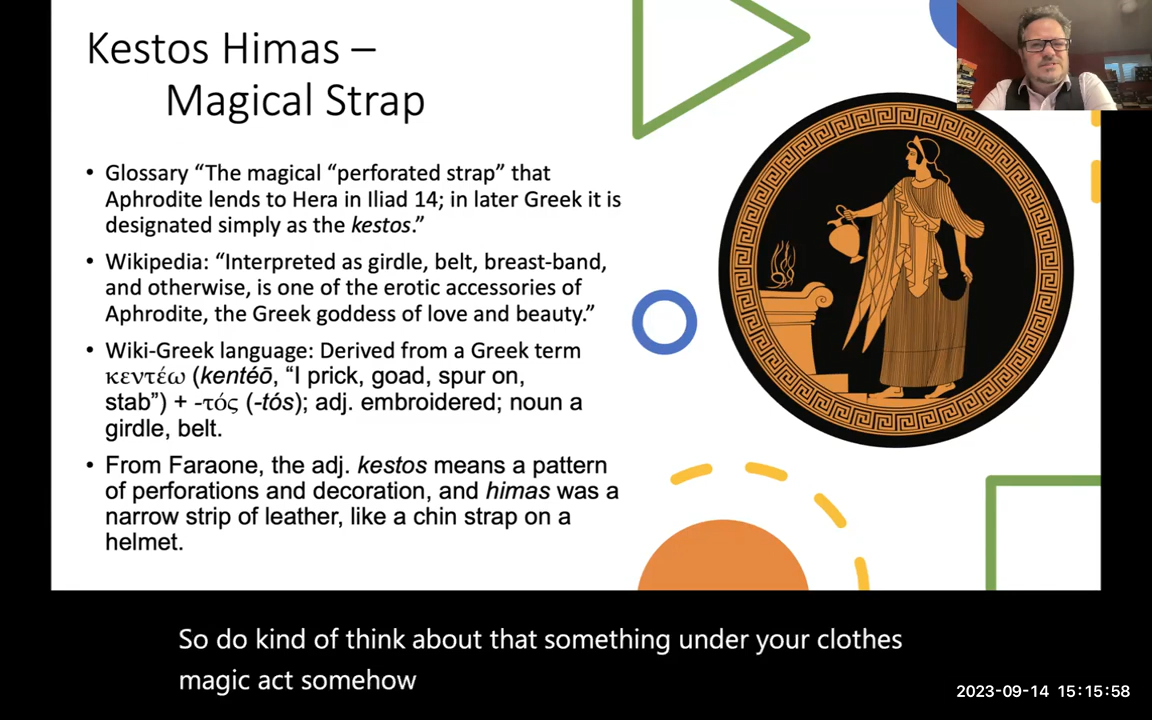 Kestos Himas –
Magical Strap
• Glossary “The magical “perforated strap” that
Aphrodite lends to Hera in Iliad 14; in later Greek it is
designated simply as the kestos.”
• Wikipedia: “Interpreted as girdle, belt, breast-band,
and otherwise, is one of the erotic accessories of
Aphrodite, the Greek goddess of love and beauty.”
• Wiki-Greek language: Derived from a Greek term
κεντέω (kentéō, “I prick, goad, spur on,
stab”) + -τός (-tós); adj. embroidered; noun a
girdle, belt.
• From Faraone, the adj. kestos means a pattern
of perforations and decoration, and himas was a
narrow strip of leather, like a chin strap on a
helmet.
So do kind of think about that something under your clothes
magic act somehow
2023-09-14 15:15:58